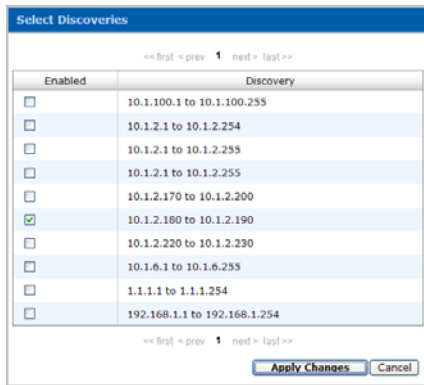 Select Discoveries
<< first < prev 1 next > last >>
Enabled Discovery
10.1.100.1 to 10.1.100.255
10.1.2.1 to 10.1.2.254
10.1.2.1 to 10.1.2.255
10.1.2.1 to 10.1.2.255
10.1.2.170 to 10.1.2.200
10.1.2.180 to 10.1.2.190
10.1.2.220 to 10.1.2.230
10.1.6.1 to 10.1.6.255
1.1.1.1 to 1.1.1.254
192.168.1.1 to 192.168.1.254
<< first < prev 1 next > last >>
Apply Changes Cancel